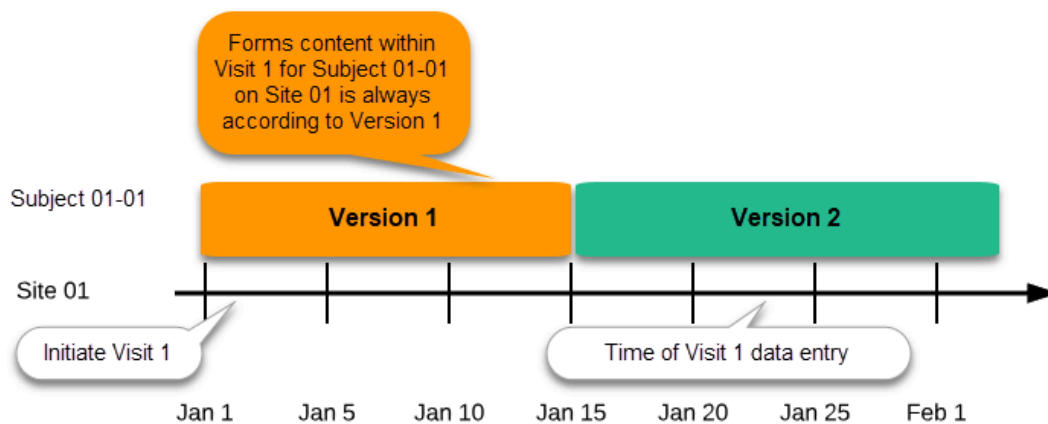 Forms content within
Visit 1 for Subject 01-01
on Site 01 is always
according to Version 1
Subject 01-01
Version 1
Version 2
Site 01
Initiate Visit 1
Time of Visit 1 data entry
Jan 1
Jan 5
Jan 10
Jan 15
Jan 20
Jan 25
Feb 1